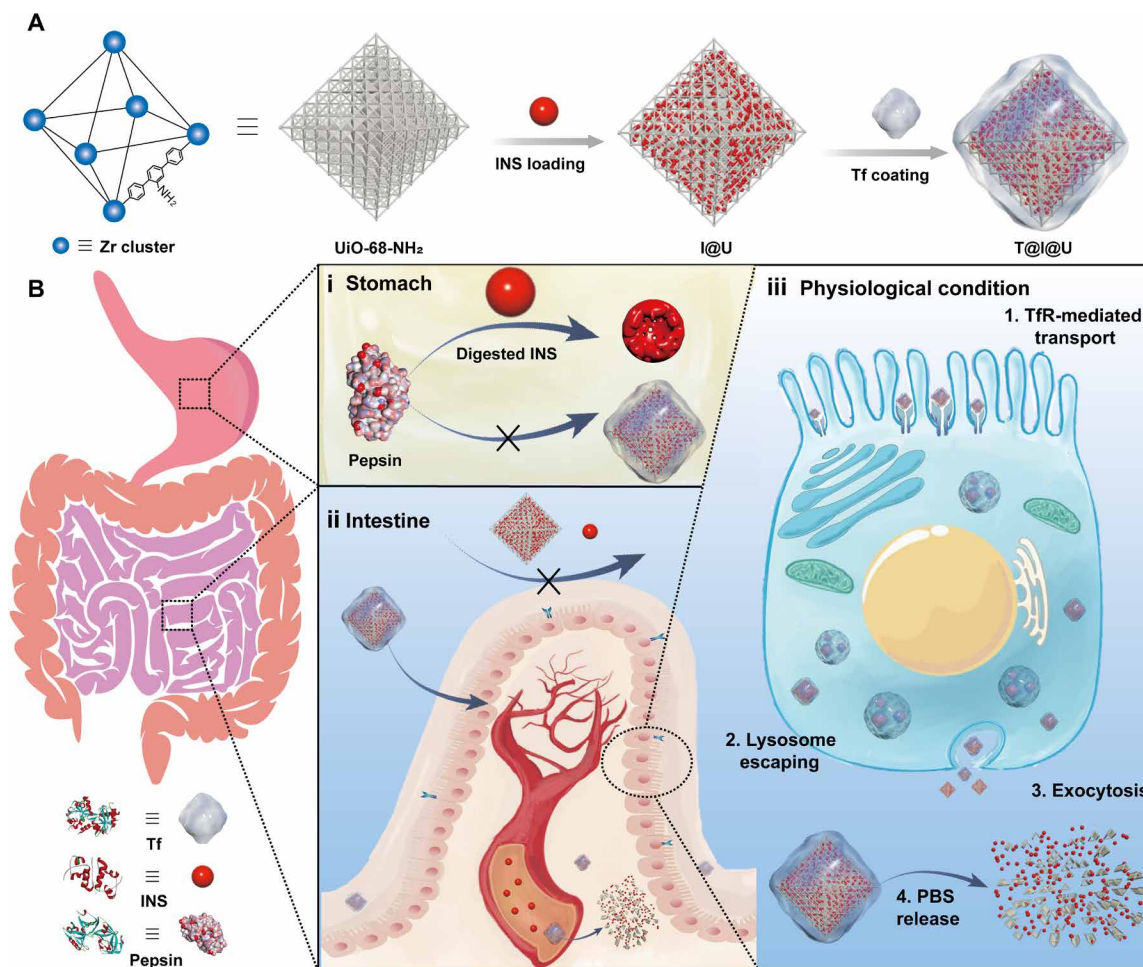 A
NH₂
INS loading
Tf coating
≡ Zr cluster
UiO-68-NH₂
I@U
T@I@U
B
i Stomach
Digested INS
Pepsin
ii Intestine
iii Physiological condition
1. TfR-mediated
transport
2. Lysosome
escaping
3. Exocytosis
4. PBS
release
≡
Tf
≡
INS
≡
Pepsin